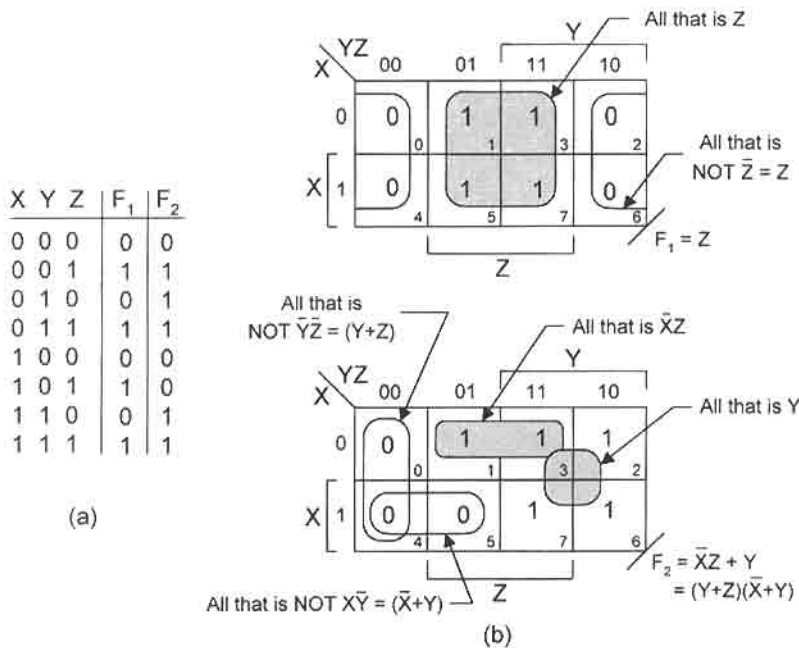 X Y Z F₁ F₂
0 0 0 0 0
0 0 1 1 1
0 1 0 0 1
0 1 1 1 1
1 0 0 0 0
1 0 1 1 0
1 1 0 0 1
1 1 1 1 1
(a)
All that is Z
Y
YZ
X
00 01 11 10
0 0 1 1 0
0 1 3 2
All that is
NOT Z̄ = Z
X 1 0 1 1 0
4 5 7 6
F₁ = Z
Z
All that is
NOT ȲZ̄ = (Y+Z)
All that is X̄Z
Y
YZ
X
00 01 11 10
All that is Y
0 0 1 1 1
0 1 3 2
X 1 0 0 1 1
4 5 7 6
F₂ = X̄Z + Y
= (Y+Z)(X̄+Y)
Z
All that is NOT XȲ = (X̄+Y)
(b)